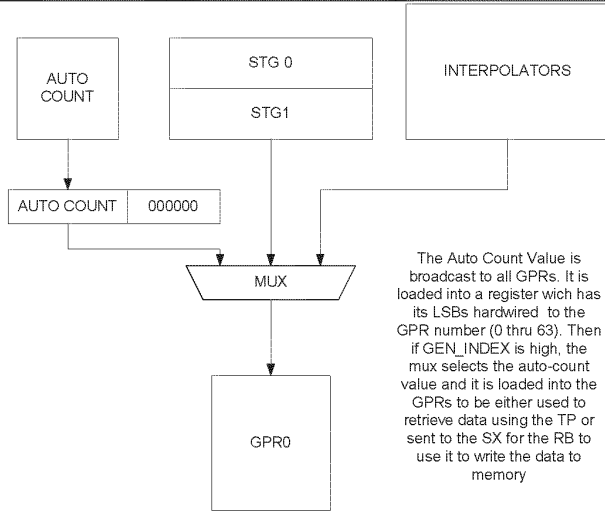 AUTO
COUNT
STG 0
STG1
INTERPOLATORS
AUTO COUNT
000000
MUX
GPR0
The Auto Count Value is
broadcast to all GPRs. It is
loaded into a register wich has
its LSBs hardwired to the
GPR number (0 thru 63). Then
if GEN_INDEX is high, the
mux selects the auto-count
value and it is loaded into the
GPRs to be either used to
retrieve data using the TP or
sent to the SX for the RB to
use it to write the data to
memory